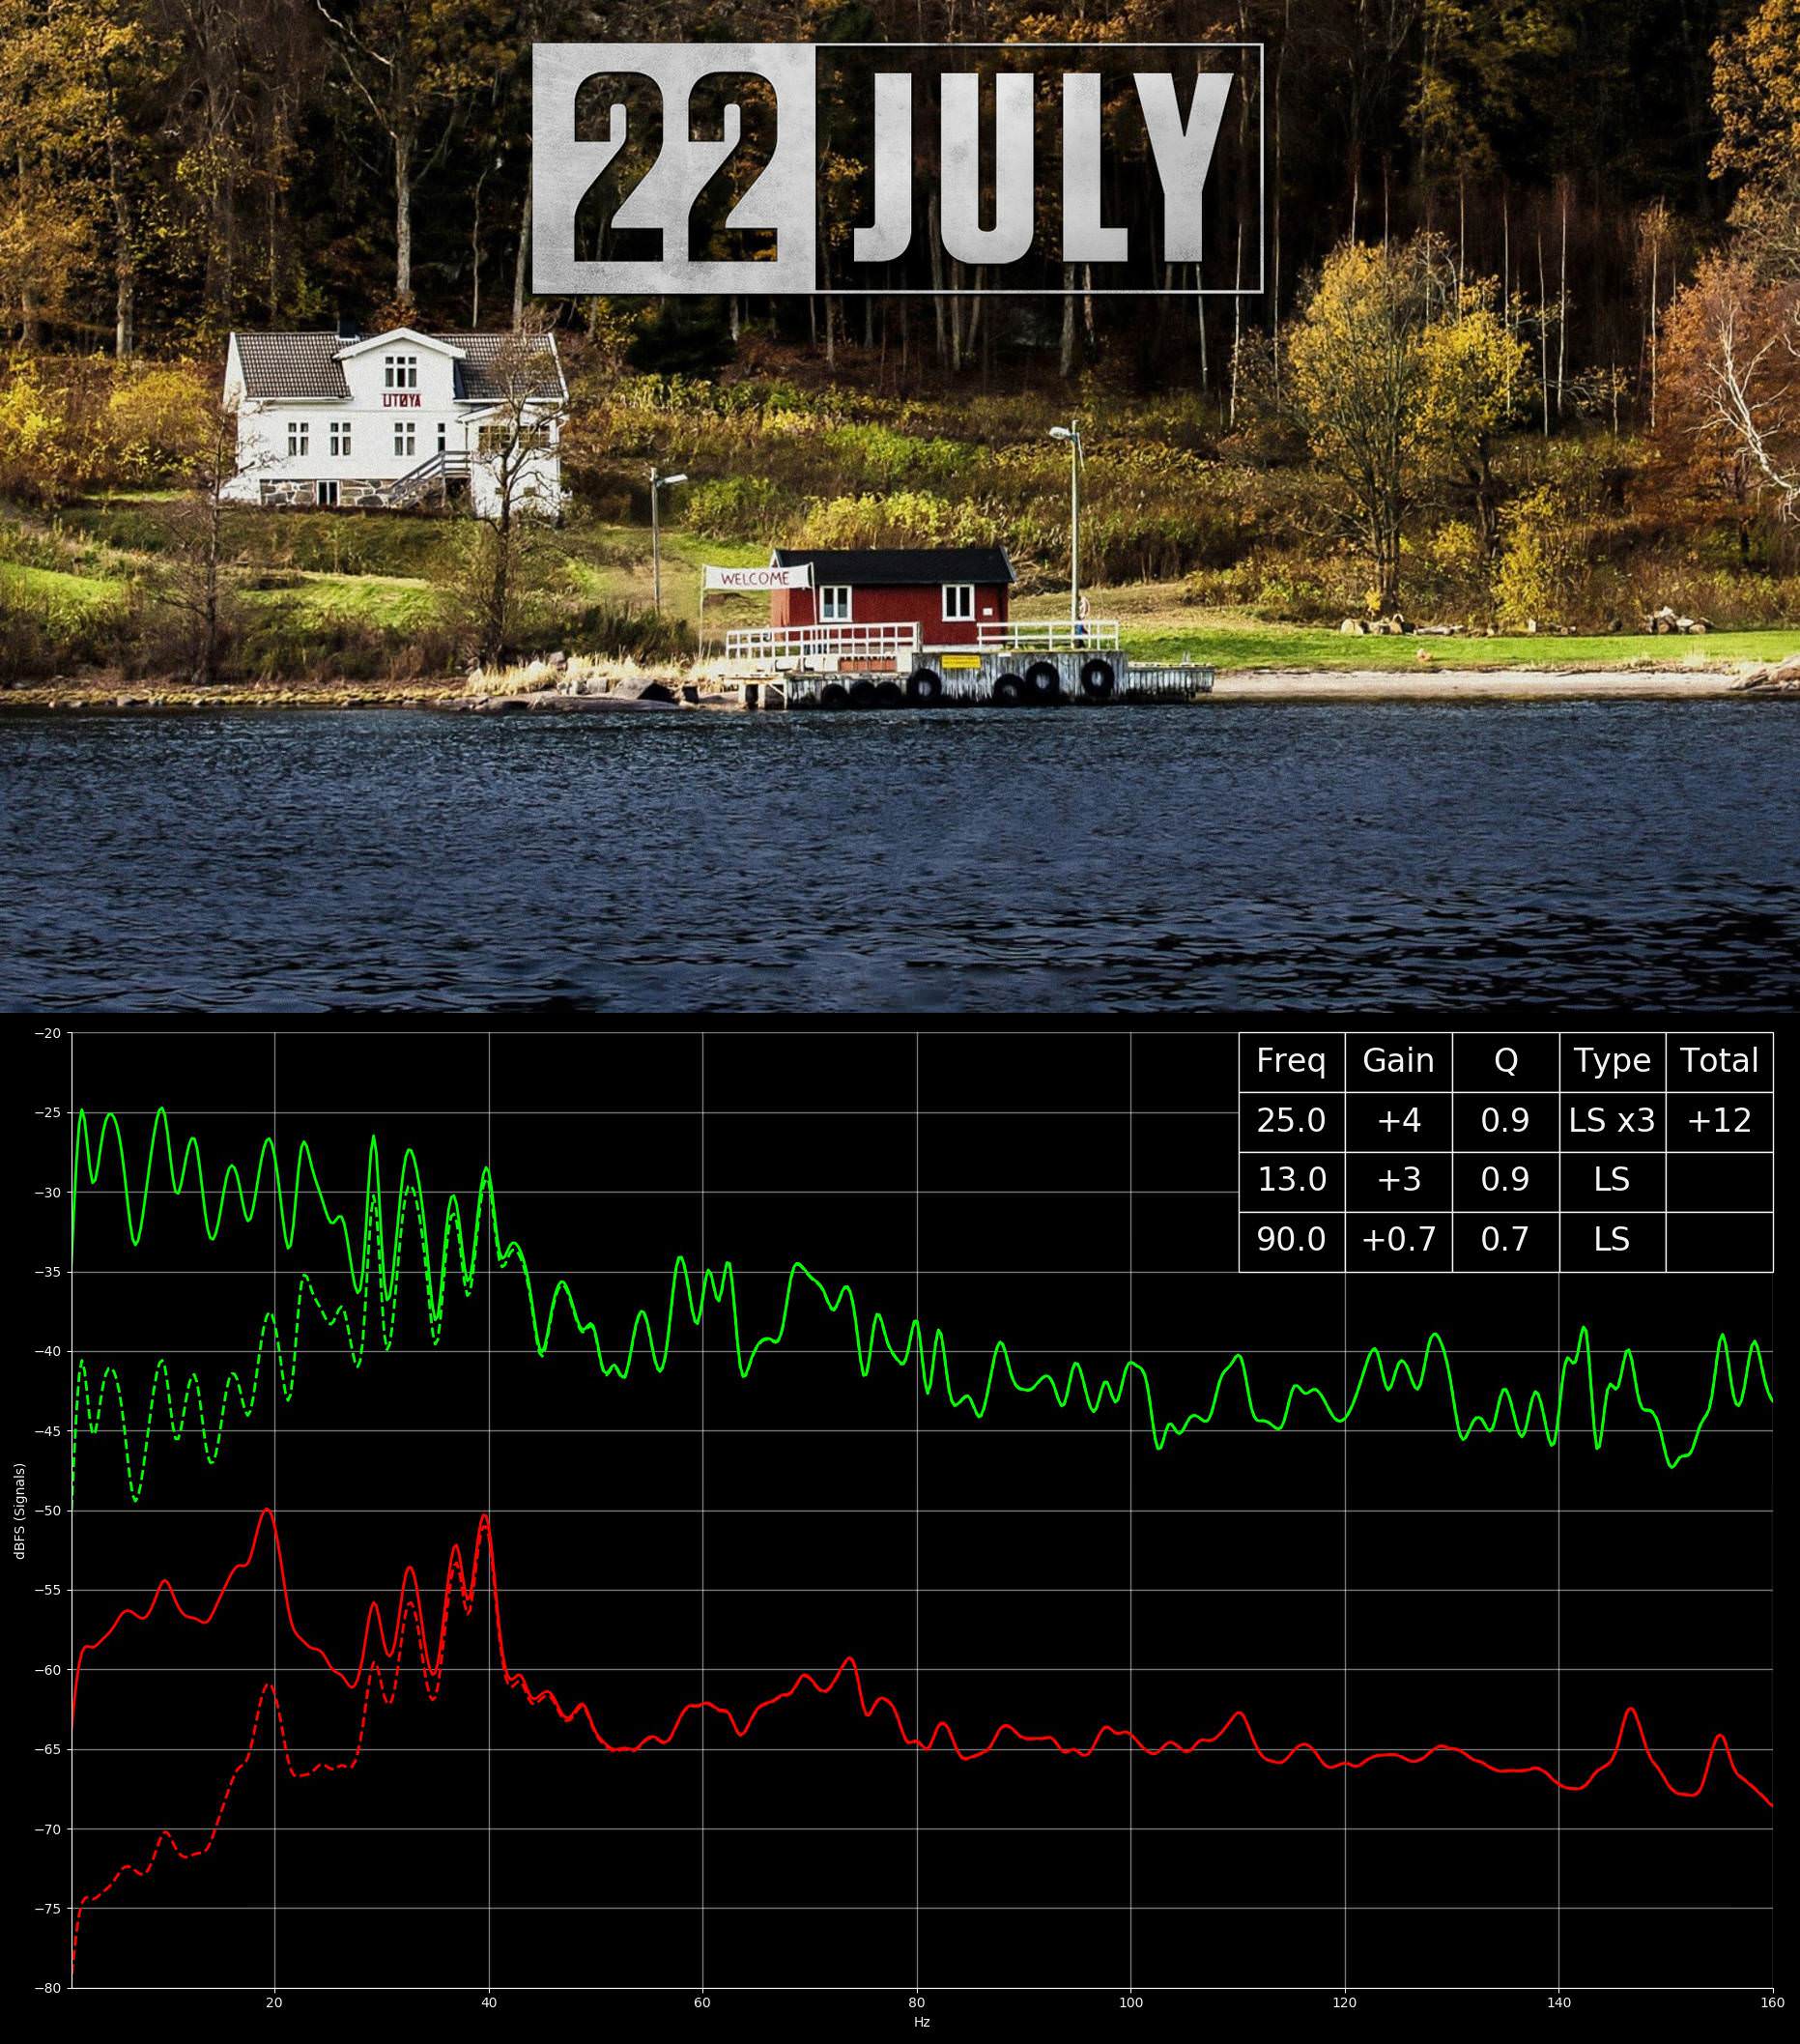 22 JULY
UTØYA
WELCOME
Freq Gain Q Type Total
25.0 +4 0.9 LS x3 +12
13.0 +3 0.9 LS
90.0 +0.7 0.7 LS
−20
−25
−30
−35
−40
−45
−50
−55
−60
−65
−70
−75
−80
dBFS (Signals)
20 40 60 80 100 120 140 160
Hz